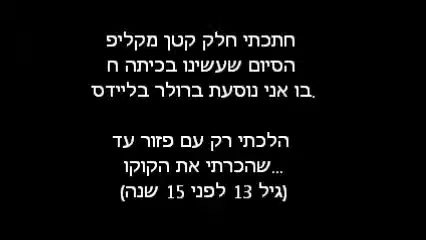 חתכתי חלק קטן מקליפ
הסיום שעשינו בכיתה ח
בו אני נוסעת ברולר בליידס.
הלכתי רק עם פזור עד
שהכרתי את הקוקו...
(גיל 13 לפני 15 שנה)